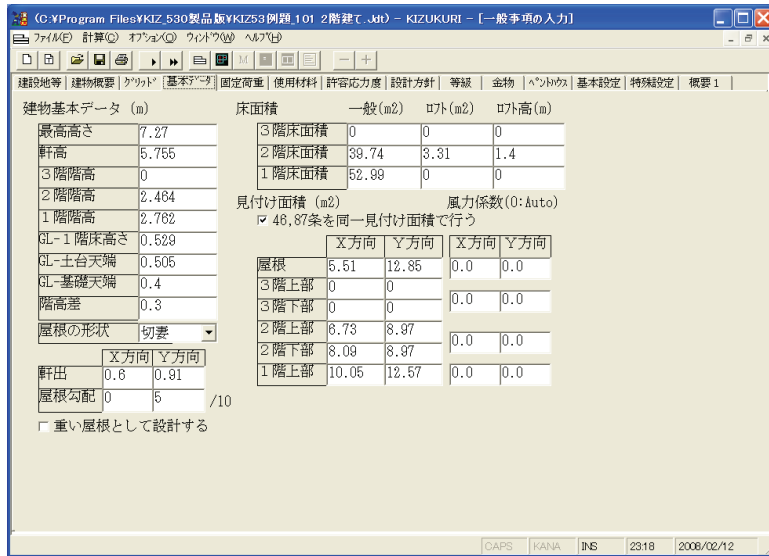 (C:¥Program Files¥KIZ_530製品版¥KIZ53例題_101 2階建て.Jdt) - KIZUKURI - [一般事項の入力]
ファイル(F) 計算(C) オプション(O) ウィンドウ(W) ヘルプ(H)
建設地等 建物概要 グリッド 基本データ 固定荷重 使用材料 許容応力度 設計方針 等級 金物 ペントハウス 基本設定 特殊設定 概要1
建物基本データ (m) 床面積 一般(m2) ロフト(m2) ロフト高(m)
最高高さ 7.27 3階床面積 0 0 0
軒高 5.755 2階床面積 39.74 3.31 1.4
3階階高 0 1階床面積 52.99 0 0
2階階高 2.464 見付け面積 (m2) 風力係数(0:Auto)
1階階高 2.762 46,87条を同一見付け面積で行う
GL-1階床高さ 0.529 X方向 Y方向 X方向 Y方向
GL-土台天端 0.505 屋根 5.51 12.85 0.0 0.0
GL-基礎天端 0.4 3階上部 0 0 0.0 0.0
階高差 0.3 3階下部 0 0
屋根の形状 切妻 2階上部 6.73 8.97 0.0 0.0
X方向 Y方向 2階下部 8.09 8.97
軒出 0.6 0.91 1階上部 10.05 12.57 0.0 0.0
屋根勾配 0 5 /10
重い屋根として設計する
CAPS KANA INS 23:18 2008/02/12